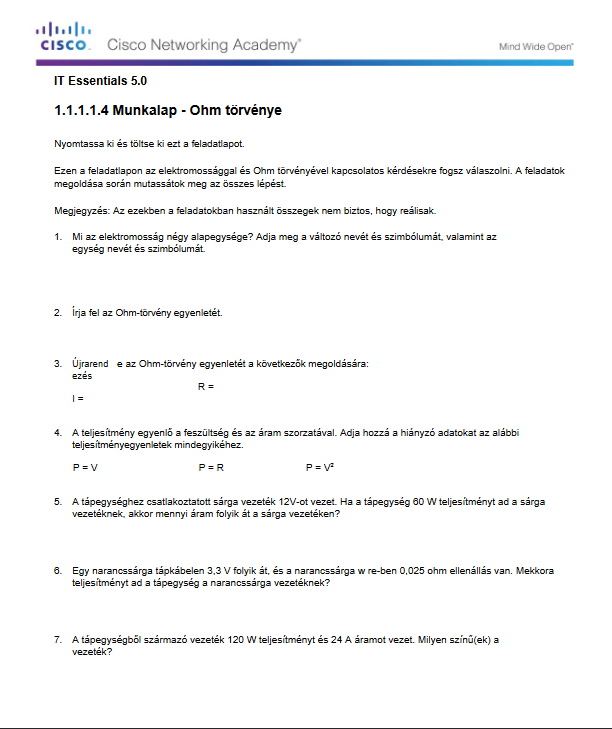 CISCO. Cisco Networking Academy® Mind Wide Open®
IT Essentials 5.0
1.1.1.1.4 Munkalap - Ohm törvénye
Nyomtassa ki és töltse ki ezt a feladatlapot.
Ezen a feladatlapon az elektromossággal és Ohm törvényével kapcsolatos kérdésekre fogsz válaszolni. A feladatok
megoldása során mutassátok meg az összes lépést.
Megjegyzés: Az ezekben a feladatokban használt összegek nem biztos, hogy reálisak.
1. Mi az elektromosság négy alapegysége? Adja meg a változó nevét és szimbólumát, valamint az
egység nevét és szimbólumát.
2. Írja fel az Ohm-törvény egyenletét.
3. Újrarend e az Ohm-törvény egyenletét a következők megoldására:
ezés
R =
I =
4. A teljesítmény egyenlő a feszültség és az áram szorzatával. Adja hozzá a hiányzó adatokat az alábbi
teljesítményegyenletek mindegyikéhez.
P = V P = R P = V²
5. A tápegységhez csatlakoztatott sárga vezeték 12V-ot vezet. Ha a tápegység 60 W teljesítményt ad a sárga
vezetéknek, akkor mennyi áram folyik át a sárga vezetéken?
6. Egy narancssárga tápkábelen 3,3 V folyik át, és a narancssárga w re-ben 0,025 ohm ellenállás van. Mekkora
teljesítményt ad a tápegység a narancssárga vezetéknek?
7. A tápegységből származó vezeték 120 W teljesítményt és 24 A áramot vezet. Milyen színű(ek) a
vezeték?